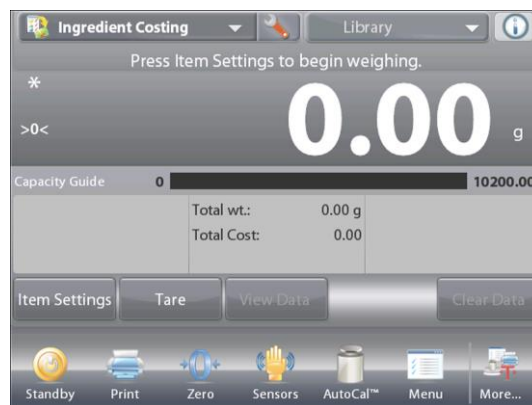 Ingredient Costing
Library
Press Item Settings to begin weighing.
*
>0<
0.00 g
Capacity Guide 0 10200.00
Total wt.: 0.00 g
Total Cost: 0.00
Item Settings Tare View Data Clear Data
Standby Print Zero Sensors AutoCal™ Menu More...